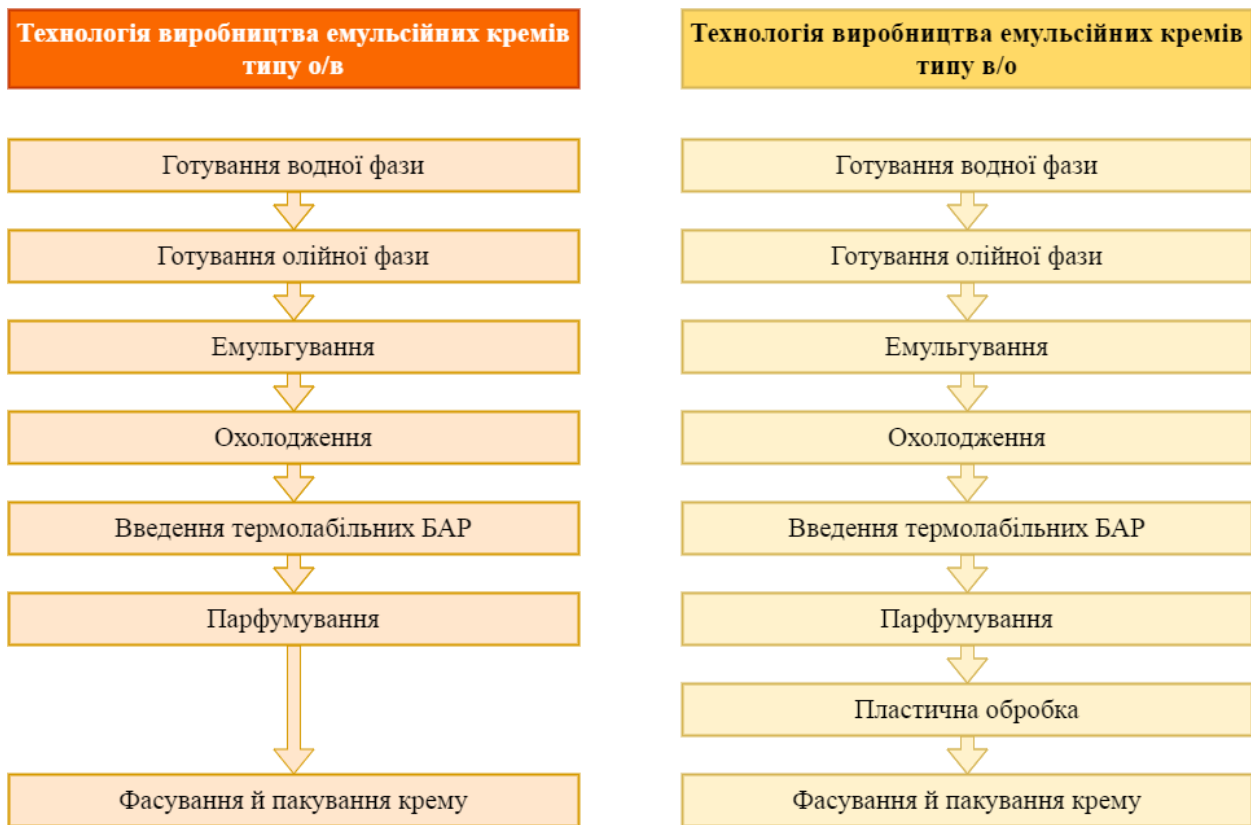 Технологія виробництва емульсійних кремів
типу о/в
Готування водної фази
Готування олійної фази
Емульгування
Охолодження
Введення термолабільних БАР
Парфумування
Фасування й пакування крему
Технологія виробництва емульсійних кремів
типу в/о
Готування водної фази
Готування олійної фази
Емульгування
Охолодження
Введення термолабільних БАР
Парфумування
Пластична обробка
Фасування й пакування крему